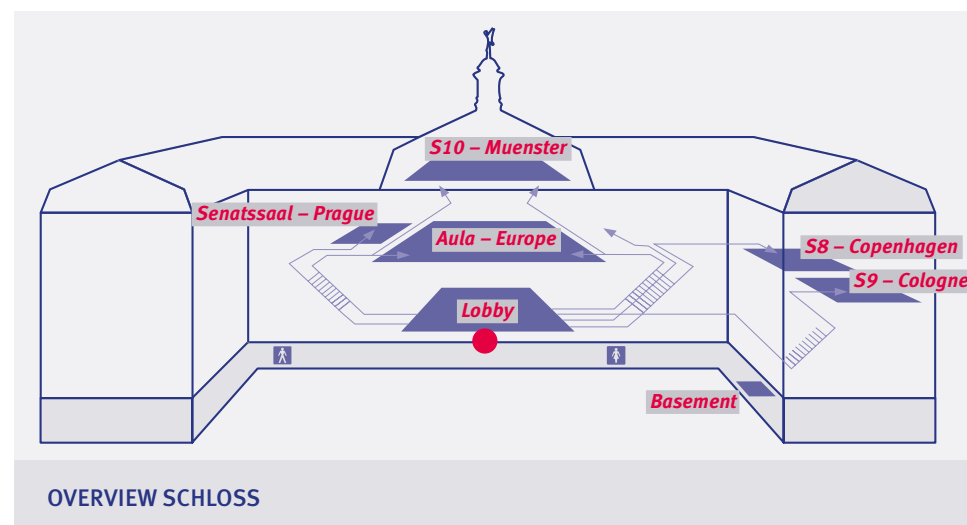 S10 – Muenster
Senatssaal – Prague
Aula – Europe
S8 – Copenhagen
S9 – Cologne
Lobby
Basement
OVERVIEW SCHLOSS